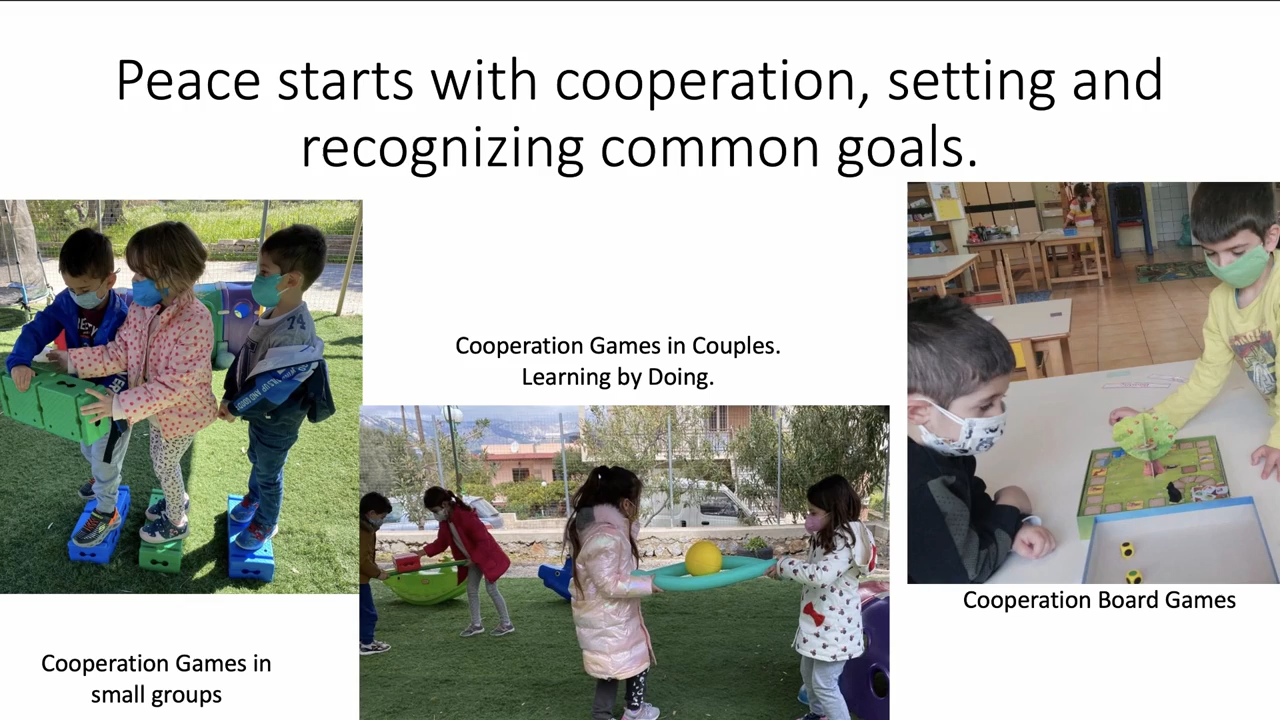 Peace starts with cooperation, setting and
recognizing common goals.
Cooperation Games in Couples.
Learning by Doing.
Cooperation Board Games
Cooperation Games in
small groups
74